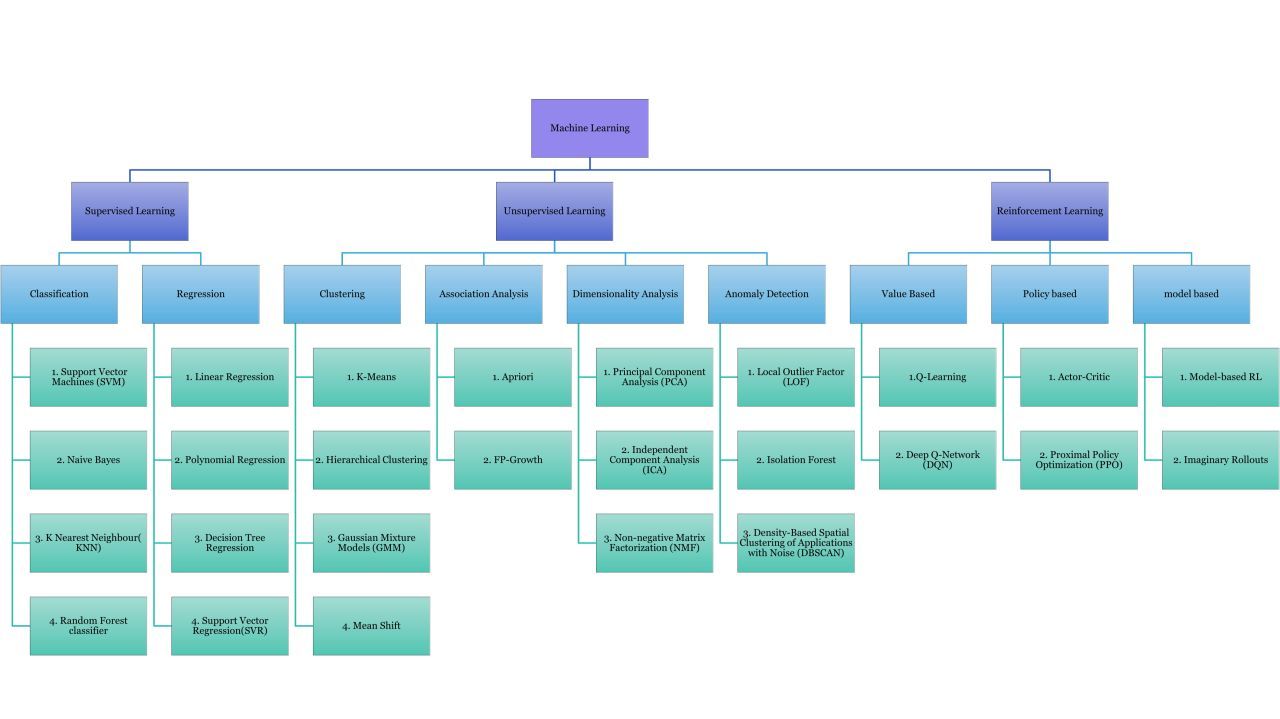 Machine Learning
Supervised Learning
Unsupervised Learning
Reinforcement Learning
Classification
Regression
Clustering
Association Analysis
Dimensionality Analysis
Anomaly Detection
Value Based
Policy based
model based
1. Support Vector
Machines (SVM)
2. Naive Bayes
3. K Nearest Neighbour(
KNN)
4. Random Forest
classifier
1. Linear Regression
2. Polynomial Regression
3. Decision Tree
Regression
4. Support Vector
Regression(SVR)
1. K-Means
2. Hierarchical Clustering
3. Gaussian Mixture
Models (GMM)
4. Mean Shift
1. Apriori
2. FP-Growth
1. Principal Component
Analysis (PCA)
2. Independent
Component Analysis
(ICA)
3. Non-negative Matrix
Factorization (NMF)
1. Local Outlier Factor
(LOF)
2. Isolation Forest
3. Density-Based Spatial
Clustering of Applications
with Noise (DBSCAN)
1.Q-Learning
2. Deep Q-Network
(DQN)
1. Actor-Critic
2. Proximal Policy
Optimization (PPO)
1. Model-based RL
2. Imaginary Rollouts